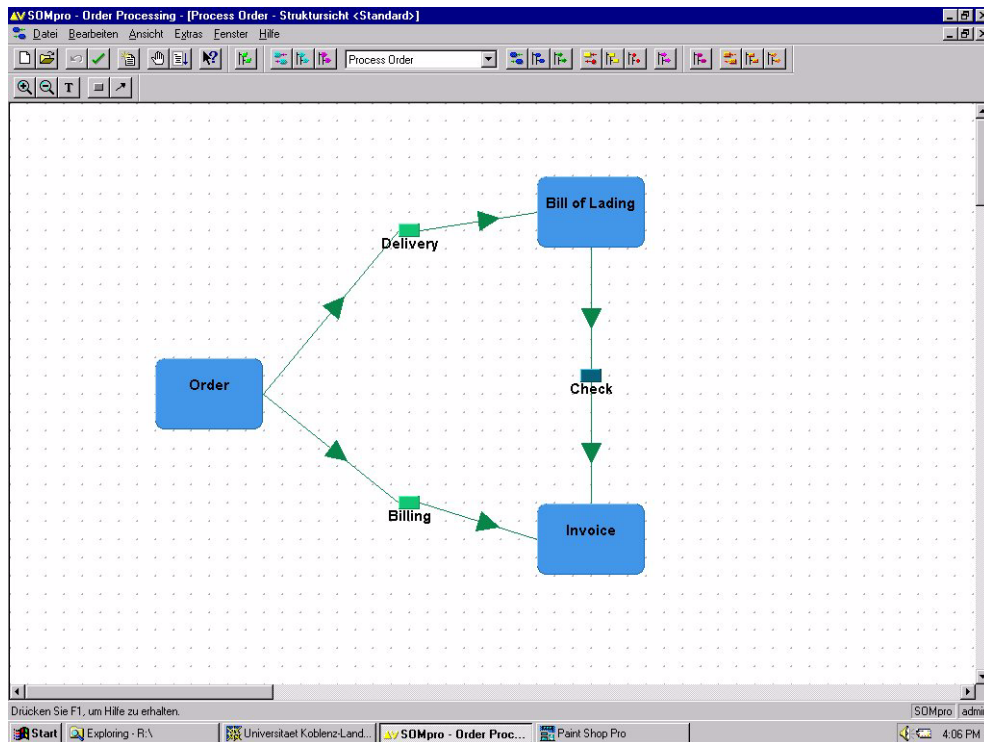 SOMpro - Order Processing - [Process Order - Struktursicht <Standard>]
Datei Bearbeiten Ansicht Extras Fenster Hilfe
Process Order
T
Bill of Lading
Delivery
Order
Check
Billing
Invoice
Drücken Sie F1, um Hilfe zu erhalten.
SOMpro admin
Start Exploring - R:\ Universitaet Koblenz-Land... SOMpro - Order Proc... Paint Shop Pro 4:06 PM